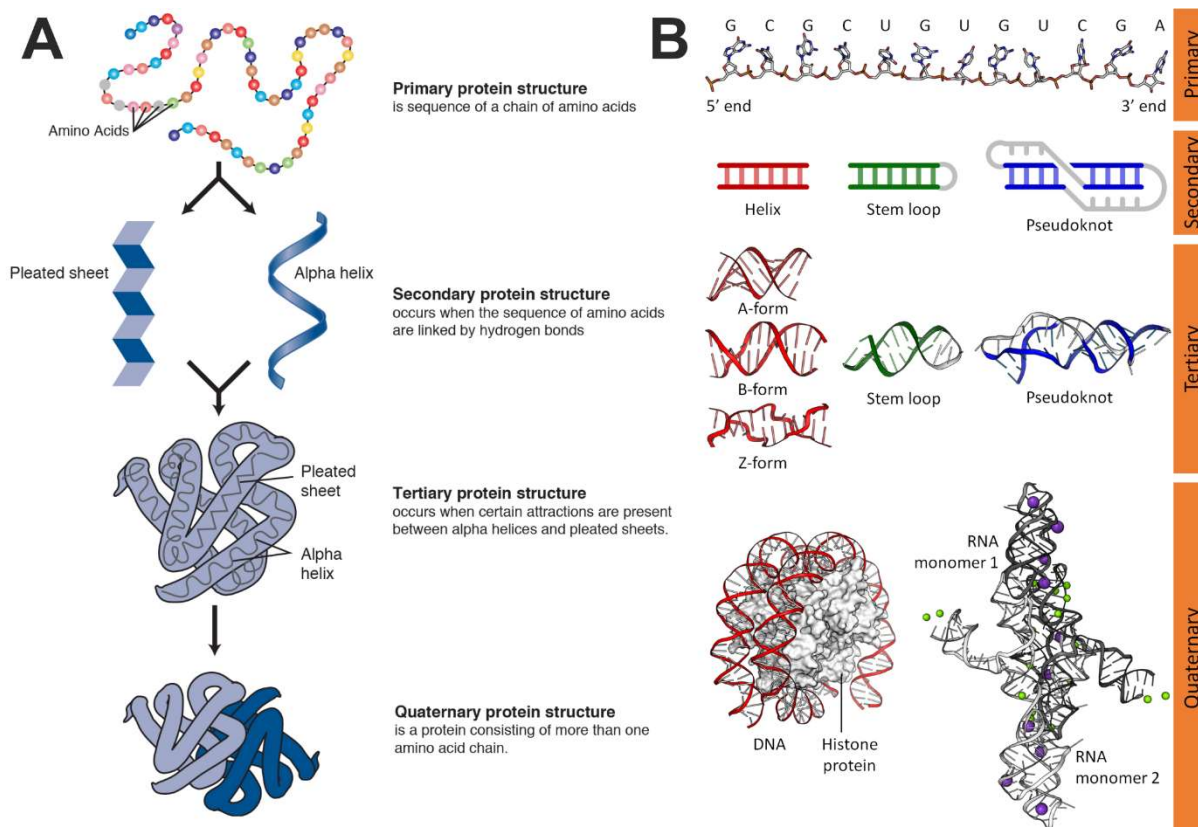 A
Amino Acids
Primary protein structure
is sequence of a chain of amino acids
Pleated sheet
Alpha helix
Secondary protein structure
occurs when the sequence of amino acids
are linked by hydrogen bonds
Pleated
sheet
Alpha
helix
Tertiary protein structure
occurs when certain attractions are present
between alpha helices and pleated sheets.
Quaternary protein structure
is a protein consisting of more than one
amino acid chain.
B
G C G C U G U G U C G A
5’ end
3’ end
Primary
Helix
Stem loop
Pseudoknot
Secondary
A-form
B-form
Z-form
Stem loop
Pseudoknot
Tertiary
DNA
Histone
protein
RNA
monomer 1
RNA
monomer 2
Quaternary